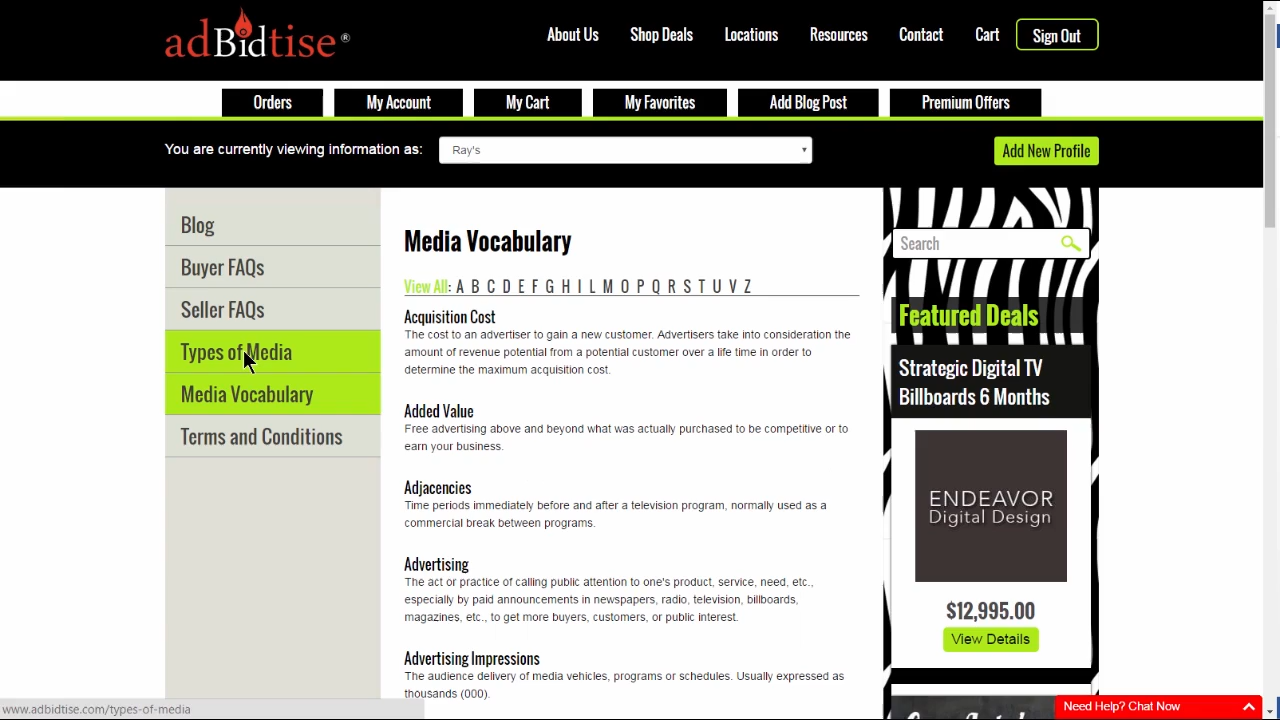 adBidtise ®
About Us Shop Deals Locations Resources Contact Cart Sign Out
Orders My Account My Cart My Favorites Add Blog Post Premium Offers
You are currently viewing information as: Ray's Add New Profile
Blog
Buyer FAQs
Seller FAQs
Types of Media
Media Vocabulary
Terms and Conditions
Media Vocabulary
View All: A B C D E F G H I L M O P Q R S T U V Z
Acquisition Cost
The cost to an advertiser to gain a new customer. Advertisers take into consideration the
amount of revenue potential from a potential customer over a life time in order to
determine the maximum acquisition cost.
Added Value
Free advertising above and beyond what was actually purchased to be competitive or to
earn your business.
Adjacencies
Time periods immediately before and after a television program, normally used as a
commercial break between programs.
Advertising
The act or practice of calling public attention to one's product, service, need, etc.,
especially by paid announcements in newspapers, radio, television, billboards,
magazines, etc., to get more buyers, customers, or public interest.
Advertising Impressions
The audience delivery of media vehicles, programs or schedules. Usually expressed as
thousands (000).
Search
Featured Deals
Strategic Digital TV
Billboards 6 Months
ENDEAVOR
Digital Design
$12,995.00
View Details
Need Help? Chat Now
www.adbidtise.com/types-of-media